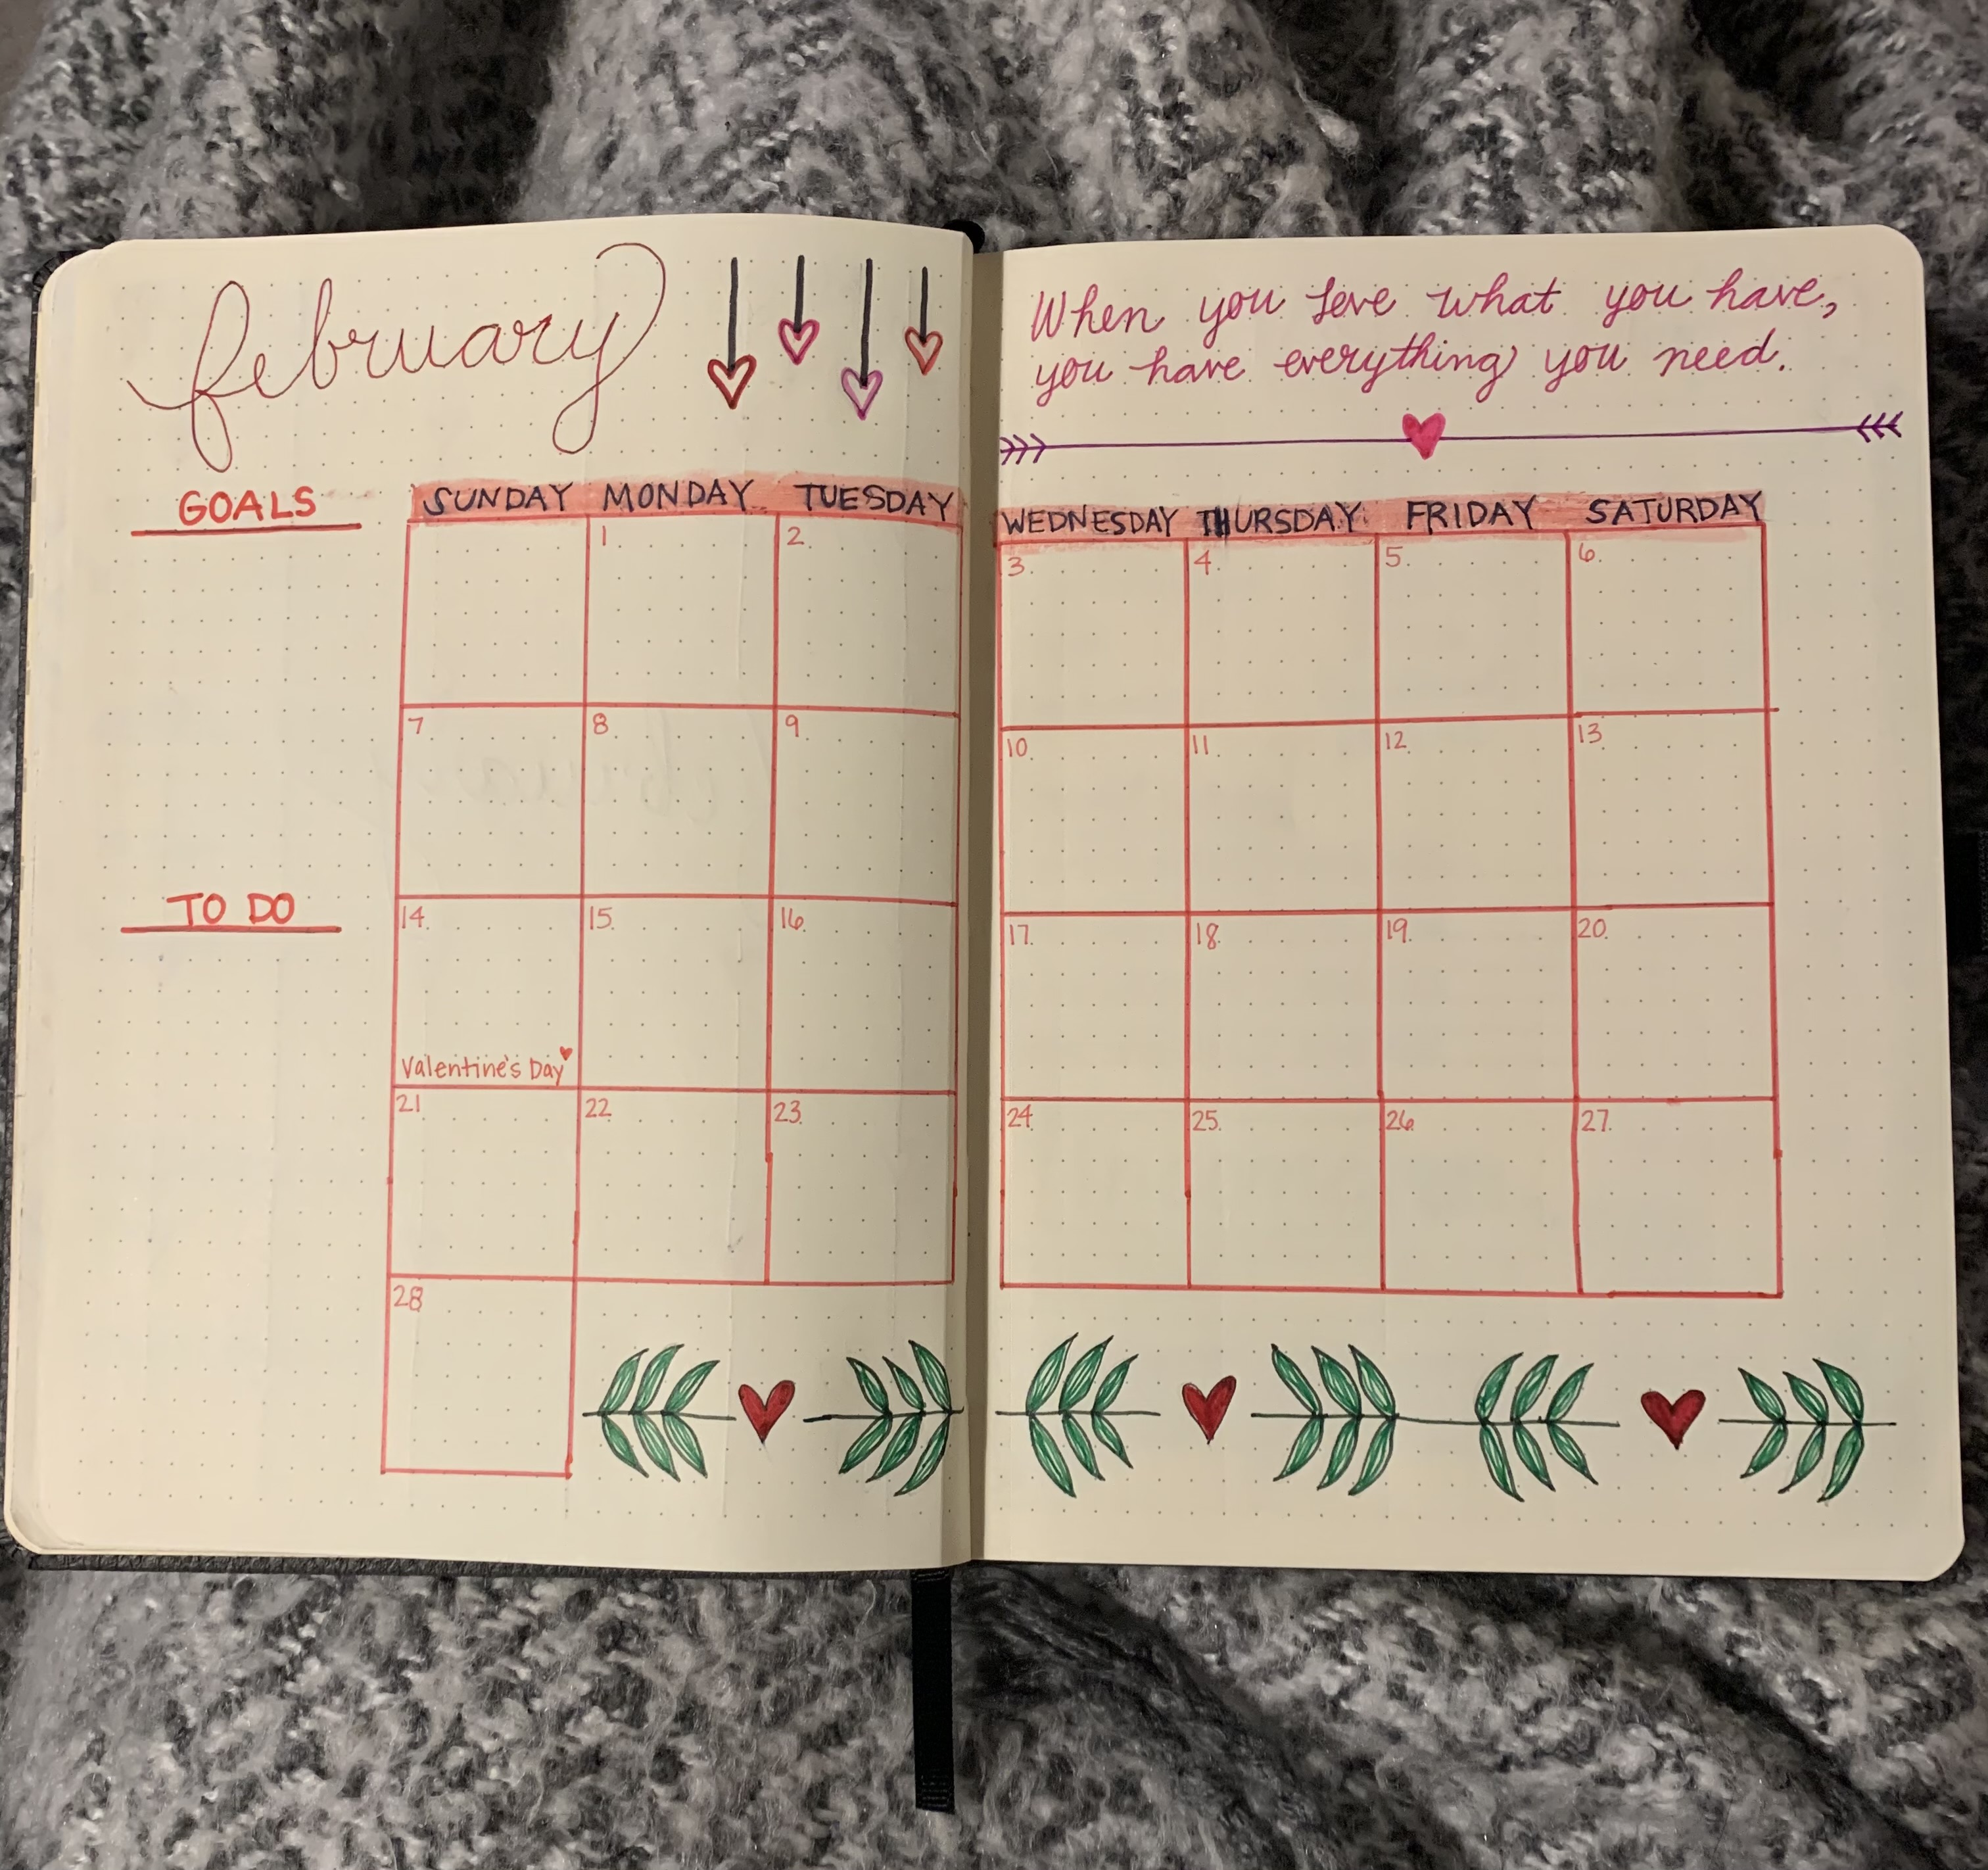 february
When you love what you have,
you have everything you need.
GOALS
SUNDAY MONDAY TUESDAY WEDNESDAY THURSDAY FRIDAY SATURDAY
1 2 3 4 5 6
7 8 9 10 11 12 13
TO DO
14 15 16 17 18 19 20
Valentine's Day
21 22 23 24 25 26 27
28